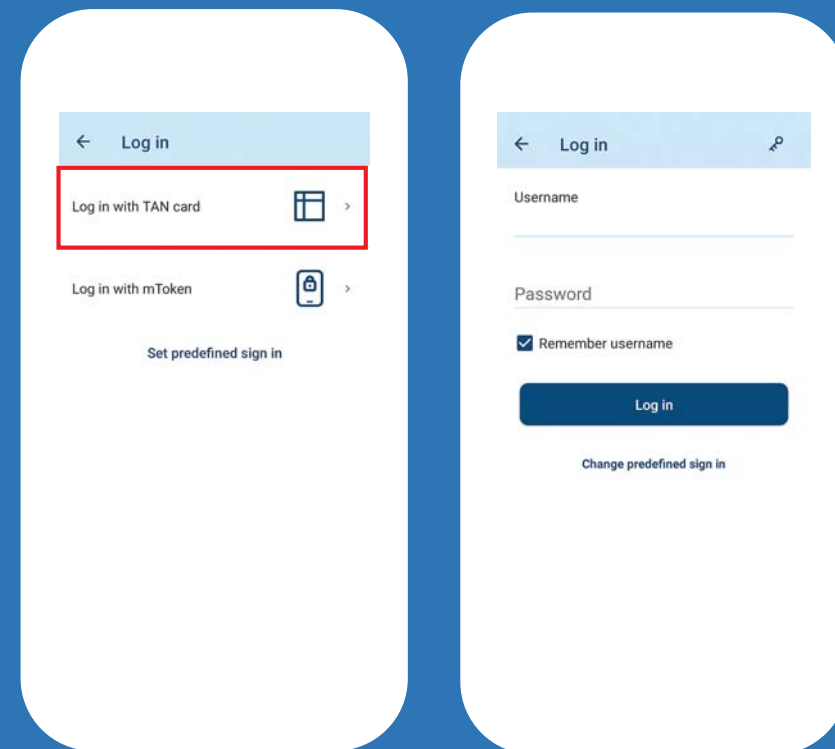 Log in
Log in with TAN card
Log in with mToken
Set predefined sign in
Log in
Username
Password
Remember username
Log in
Change predefined sign in